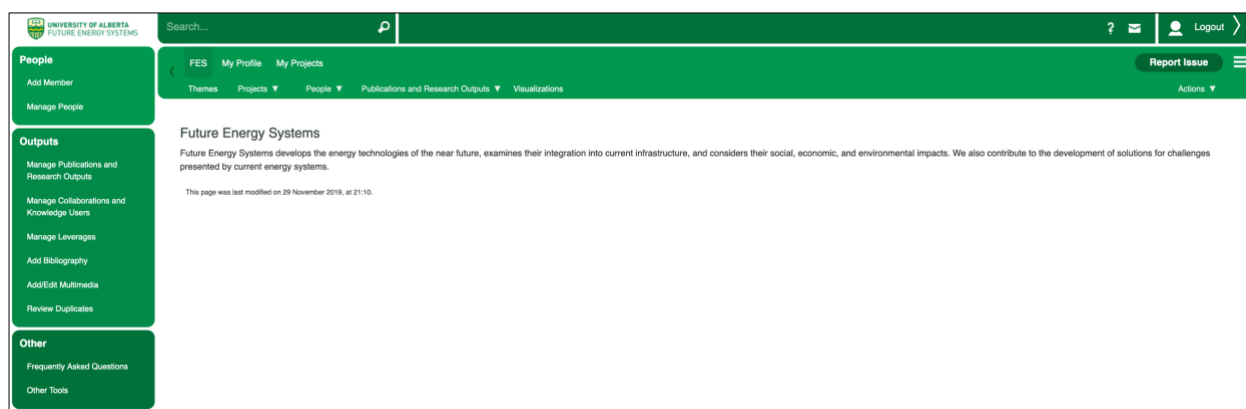 UNIVERSITY OF ALBERTA
FUTURE ENERGY SYSTEMS
Search...
?
Logout
People
Add Member
Manage People
Outputs
Manage Publications and
Research Outputs
Manage Collaborations and
Knowledge Users
Manage Leverages
Add Bibliography
Add/Edit Multimedia
Review Duplicates
Other
Frequently Asked Questions
Other Tools
FES My Profile My Projects
Report Issue
Themes Projects ▼ People ▼ Publications and Research Outputs ▼ Visualizations
Actions ▼
Future Energy Systems
Future Energy Systems develops the energy technologies of the near future, examines their integration into current infrastructure, and considers their social, economic, and environmental impacts. We also contribute to the development of solutions for challenges
presented by current energy systems.
This page was last modified on 29 November 2019, at 21:10.